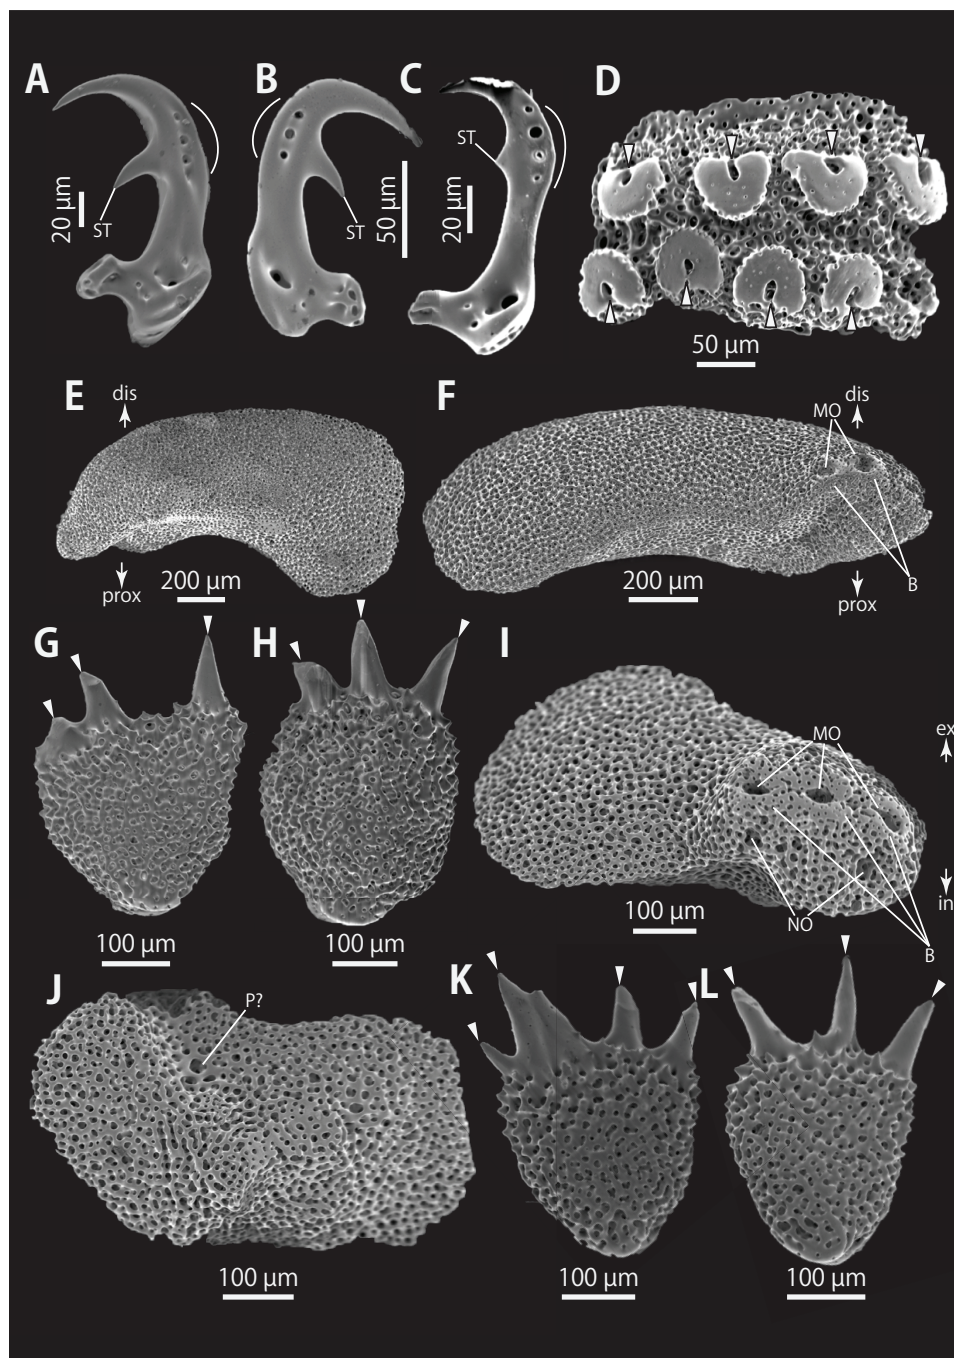 A
B
C
D
ST
20 µm
ST
50 µm
ST
20 µm
50 µm
E
dis
prox
200 µm
F
MO
dis
B
200 µm
prox
G
100 µm
H
100 µm
I
MO
ex
in
NO
B
100 µm
J
P?
100 µm
K
100 µm
L
100 µm